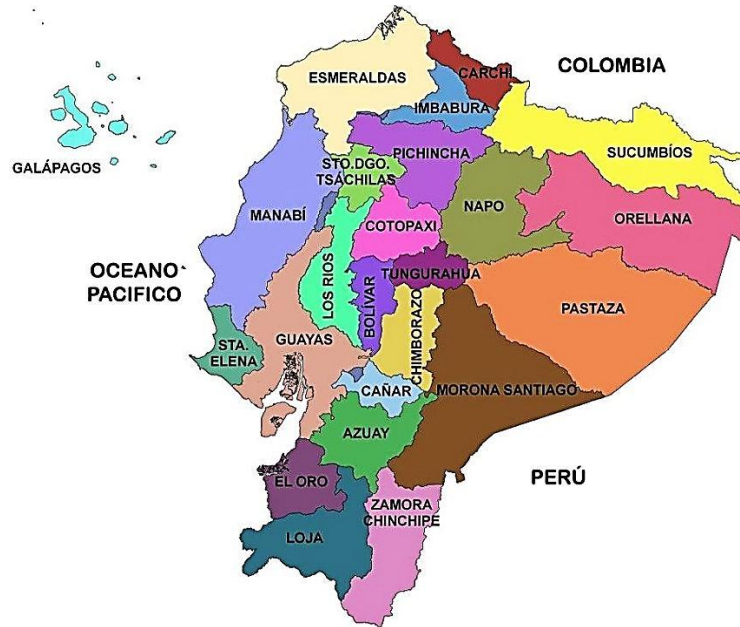 ESMERALDAS
CARCHI
COLOMBIA
IMBABURA
GALÁPAGOS
STO.DGO.
TSÁCHILAS
PICHINCHA
SUCUMBÍOS
MANABÍ
COTOPAXI
NAPO
ORELLANA
OCEANO
PACIFICO
LOS RIOS
BOLÍVAR
TUNGURAHUA
CHIMBORAZO
PASTAZA
STA.
ELENA
GUAYAS
CAÑAR
MORONA SANTIAGO
AZUAY
EL ORO
PERÚ
ZAMORA
CHINCHIPE
LOJA